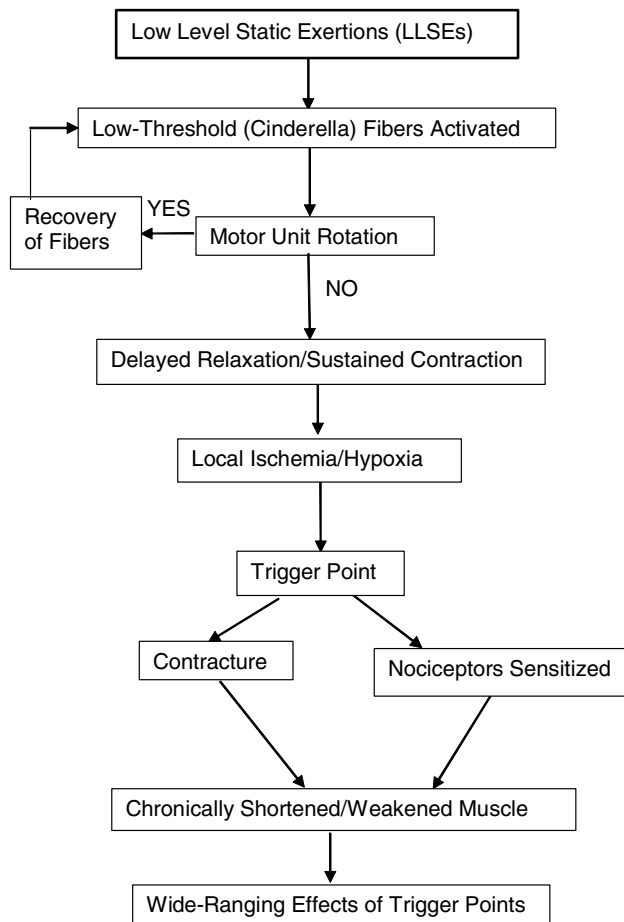 Low Level Static Exertions (LLSEs)
Low-Threshold (Cinderella) Fibers Activated
YES
Recovery
of Fibers
Motor Unit Rotation
NO
Delayed Relaxation/Sustained Contraction
Local Ischemia/Hypoxia
Trigger Point
Contracture
Nociceptors Sensitized
Chronically Shortened/Weakened Muscle
Wide-Ranging Effects of Trigger Points